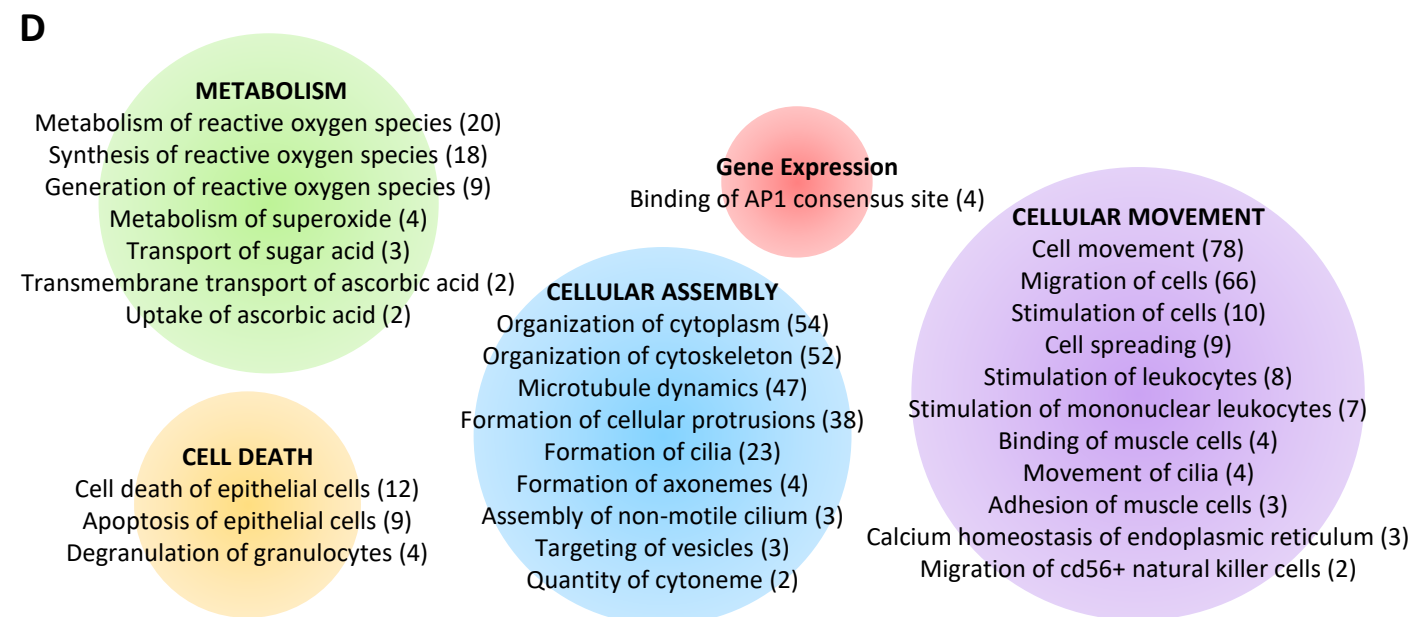 D
METABOLISM
Metabolism of reactive oxygen species (20)
Synthesis of reactive oxygen species (18)
Generation of reactive oxygen species (9)
Metabolism of superoxide (4)
Transport of sugar acid (3)
Transmembrane transport of ascorbic acid (2)
Uptake of ascorbic acid (2)
Gene Expression
Binding of AP1 consensus site (4)
CELLULAR MOVEMENT
Cell movement (78)
Migration of cells (66)
Stimulation of cells (10)
Cell spreading (9)
Stimulation of leukocytes (8)
Stimulation of mononuclear leukocytes (7)
Binding of muscle cells (4)
Movement of cilia (4)
Adhesion of muscle cells (3)
Calcium homeostasis of endoplasmic reticulum (3)
Migration of cd56+ natural killer cells (2)
CELLULAR ASSEMBLY
Organization of cytoplasm (54)
Organization of cytoskeleton (52)
Microtubule dynamics (47)
Formation of cellular protrusions (38)
Formation of cilia (23)
Formation of axonemes (4)
Assembly of non-motile cilium (3)
Targeting of vesicles (3)
Quantity of cytoneme (2)
CELL DEATH
Cell death of epithelial cells (12)
Apoptosis of epithelial cells (9)
Degranulation of granulocytes (4)